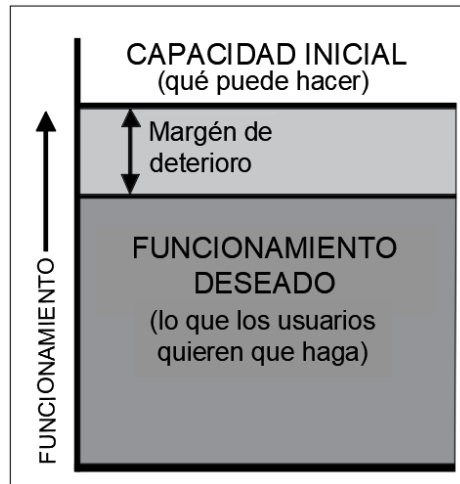 CAPACIDAD INICIAL
(qué puede hacer)
Margén de
deterioro
FUNCIONAMIENTO
DESEADO
(lo que los usuarios
quieren que haga)
FUNCIONAMIENTO